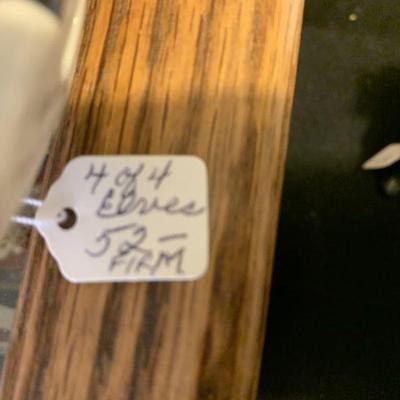 4 of 4
Elves
52 —
FIRM